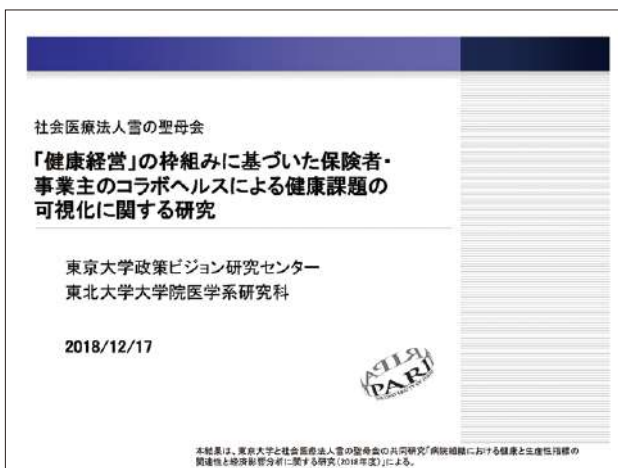 社会医療法人雪の聖母会
「健康経営」の枠組みに基づいた保険者・
事業主のコラボヘルスによる健康課題の
可視化に関する研究
東京大学政策ビジョン研究センター
東北大学大学院医学系研究科
2018/12/17
PARI
本結果は、東京大学と社会医療法人雪の聖母会の共同研究「病院組織における健康と生産性指標の
関連性と経済影響分析に関する研究(2018年度)」による。